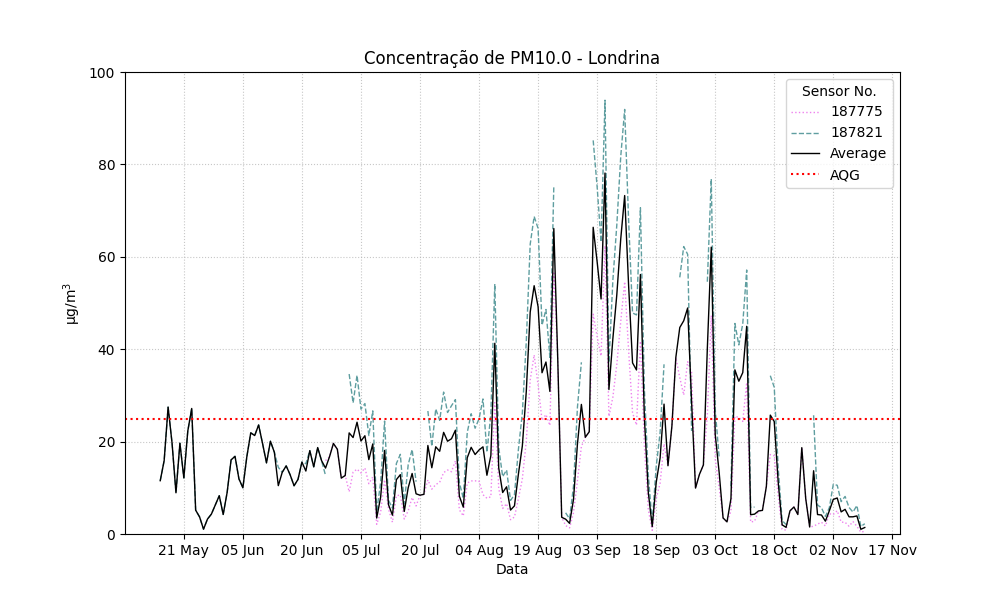 Concentração de PM10.0 - Londrina
100
80
60
40
20
0
µg/m³
Sensor No.
187775
187821
Average
AQG
21 May 05 Jun 20 Jun 05 Jul 20 Jul 04 Aug 19 Aug 03 Sep 18 Sep 03 Oct 18 Oct 02 Nov 17 Nov
Data